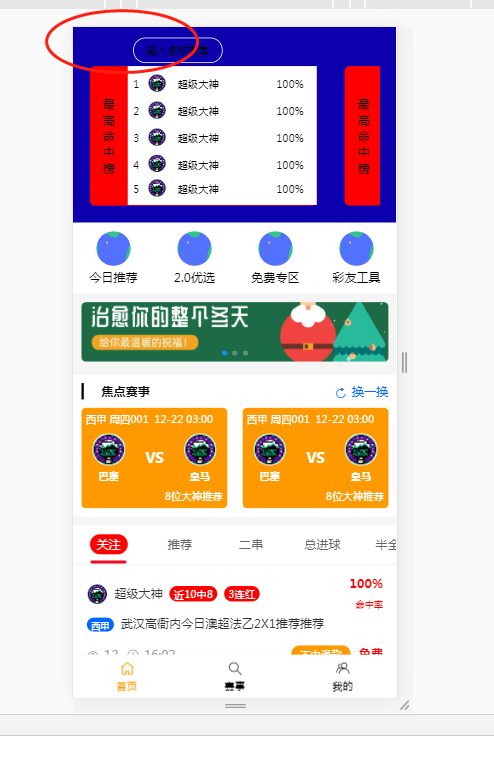 输入名称搜索
最高命中榜
1 超级大神 100%
2 超级大神 100%
3 超级大神 100%
4 超级大神 100%
5 超级大神 100%
最高命中榜
今日推荐 2.0优选 免费专区 彩友工具
治愈你的整个冬天
给你最温暖的祝福!
焦点赛事 换一换
西甲 周四001 12-22 03:00
巴塞 VS 皇马
8位大神推荐
西甲 周四001 12-22 03:00
巴塞 VS 皇马
8位大神推荐
关注 推荐 二串 总进球 半全
超级大神 近10中8 3连红 100%
命中率
西甲 武汉高衙内今日澳超法乙2X1推荐推荐
12 16:02 不中退款 免费
首页 赛事 我的